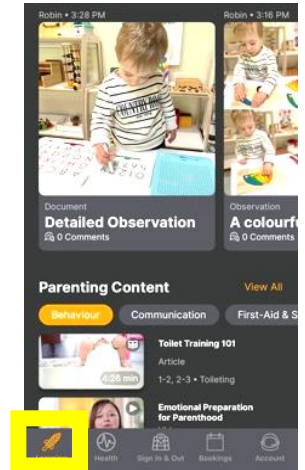 Robin • 3:28 PM
Robin • 3:16 PM
Document
Detailed Observation
0 Comments
Observation
A colourfu
0 Comments
Parenting Content
View All
Behaviour
Communication
First-Aid & S
Toilet Training 101
Article
1-2, 2-3 • Toileting
4:26 min
Emotional Preparation
for Parenthood
Health
Sign In & Out
Bookings
Account